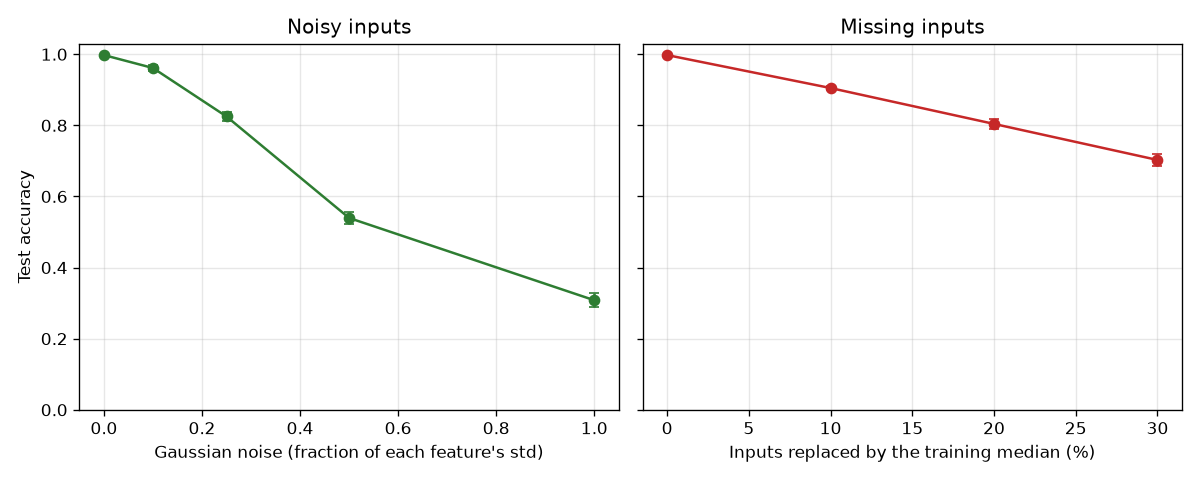 Noisy inputs
Missing inputs
Test accuracy
1.0
0.8
0.6
0.4
0.2
0.0
0.0 0.2 0.4 0.6 0.8 1.0
Gaussian noise (fraction of each feature's std)
0 5 10 15 20 25 30
Inputs replaced by the training median (%)